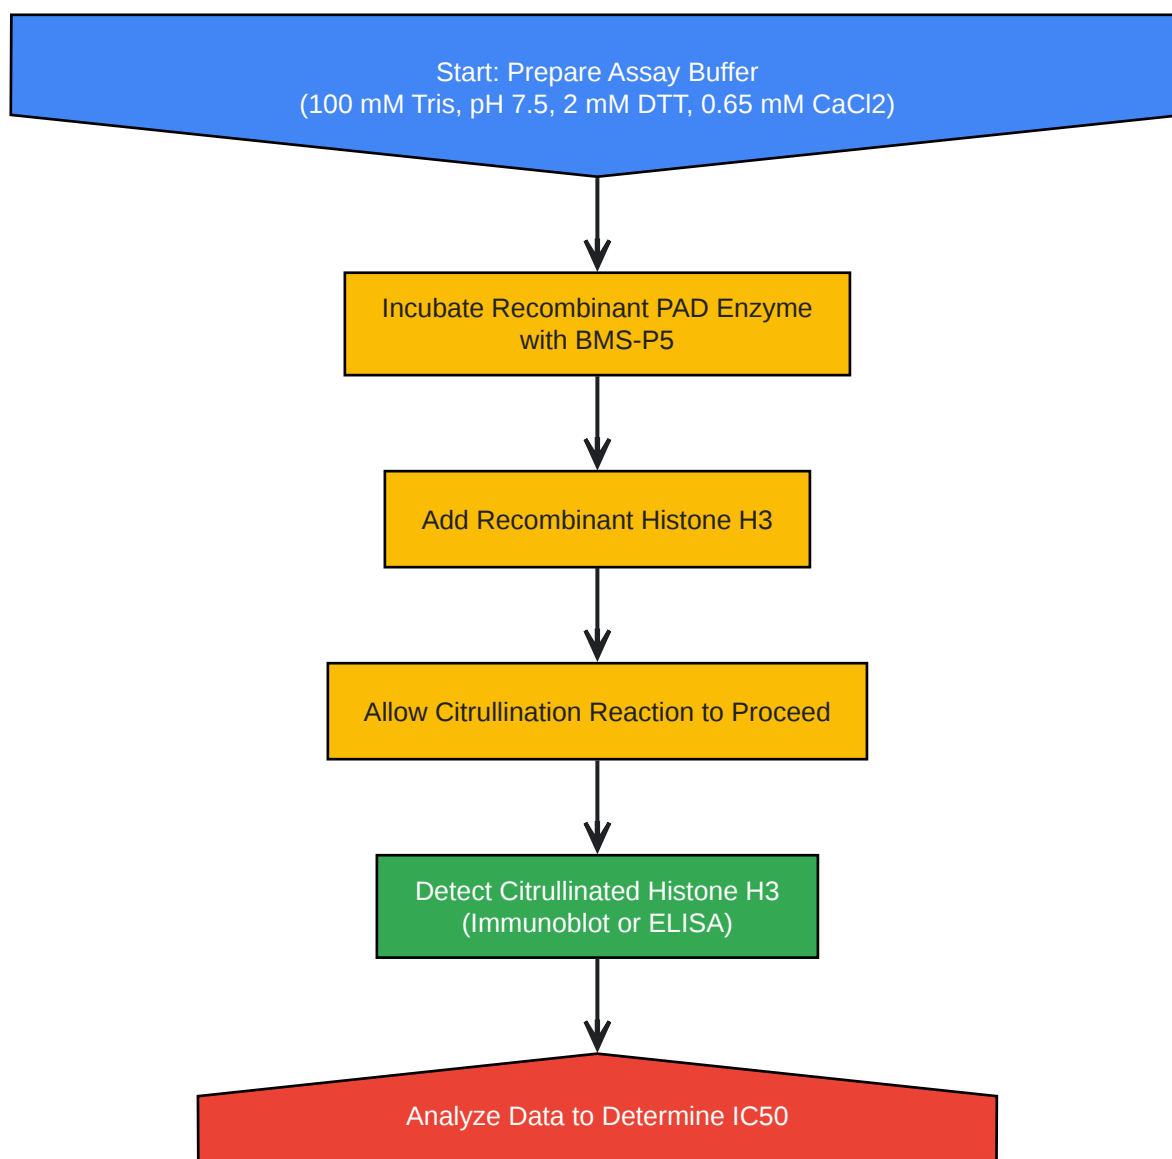 Start: Prepare Assay Buffer
(100 mM Tris, pH 7.5, 2 mM DTT, 0.65 mM CaCl2)
Incubate Recombinant PAD Enzyme
with BMS-P5
Add Recombinant Histone H3
Allow Citrullination Reaction to Proceed
Detect Citrullinated Histone H3
(Immunoblot or ELISA)
Analyze Data to Determine IC50